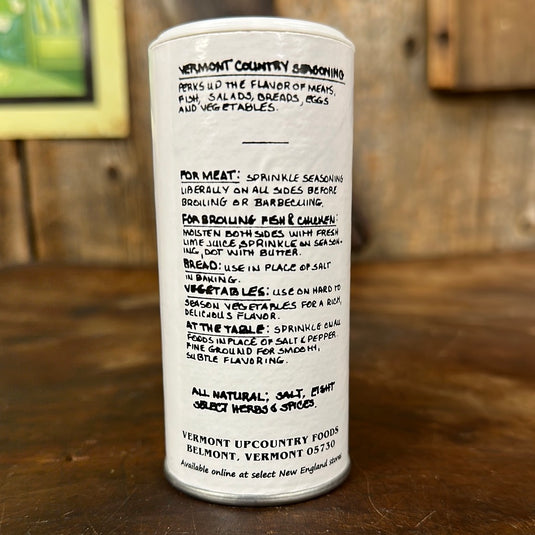 VERMONT COUNTRY SEASONING
PERKS UP THE FLAVOR OF MEATS,
FISH, SALADS, BREADS, EGGS
AND VEGETABLES.
FOR MEAT: SPRINKLE SEASONING
LIBERALLY ON ALL SIDES BEFORE
BROILING OR BARBECUING.
FOR BROILING FISH & CHICKEN:
MOISTEN BOTH SIDES WITH FRESH
LIME JUICE, SPRINKLE ON SEASON-
ING, DOT WITH BUTTER.
BREAD: USE IN PLACE OF SALT
IN BAKING.
VEGETABLES: USE ON HARD TO
SEASON VEGETABLES FOR A RICH,
DELICIOUS FLAVOR.
AT THE TABLE: SPRINKLE ON ALL
FOODS IN PLACE OF SALT & PEPPER.
FINE GROUND FOR SMOOTH,
SUBTLE FLAVORING.
ALL NATURAL; SALT, EIGHT
SELECT HERBS & SPICES.
VERMONT UPCOUNTRY FOODS
BELMONT, VERMONT 05730
Available online at select New England stores